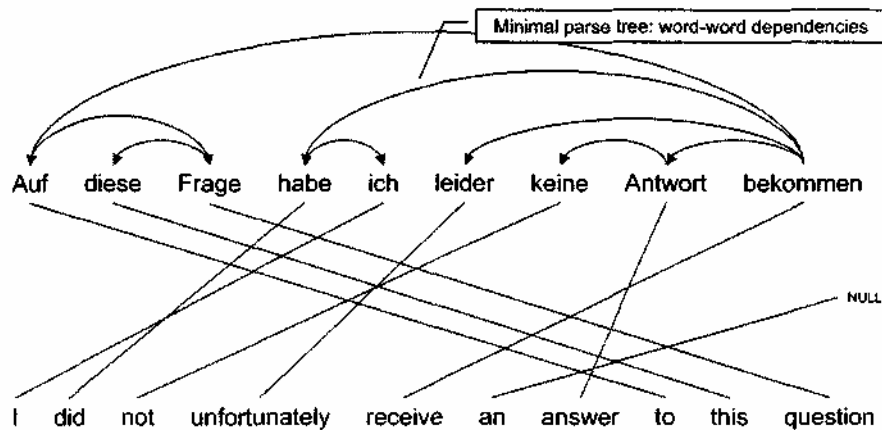 Minimal parse tree: word-word dependencies
Auf diese Frage habe ich leider keine Antwort bekommen
NULL
I did not unfortunately receive an answer to this question